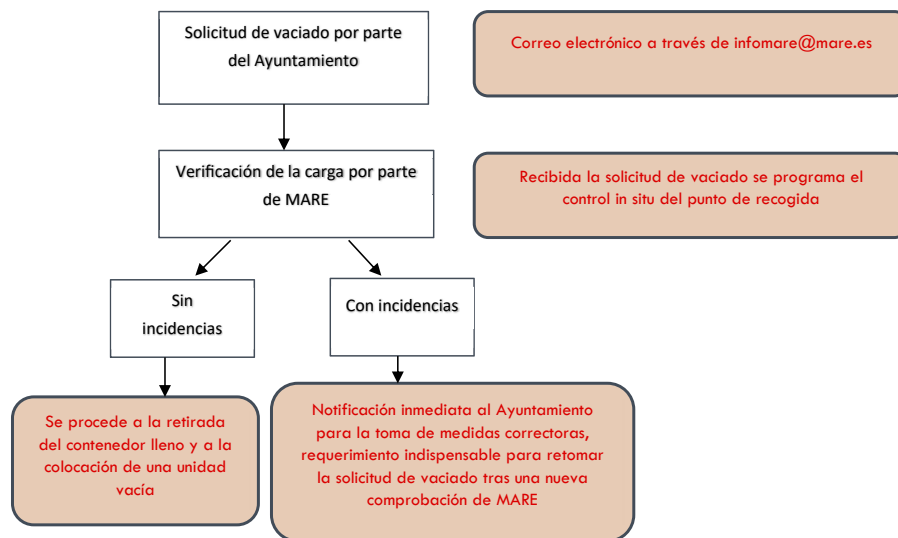 Solicitud de vaciado por parte
del Ayuntamiento
Correo electrónico a través de infomare@mare.es
Verificación de la carga por parte
de MARE
Recibida la solicitud de vaciado se programa el
control in situ del punto de recogida
Sin
incidencias
Con incidencias
Se procede a la retirada
del contenedor lleno y a la
colocación de una unidad
vacía
Notificación inmediata al Ayuntamiento
para la toma de medidas correctoras,
requerimiento indispensable para retomar
la solicitud de vaciado tras una nueva
comprobación de MARE